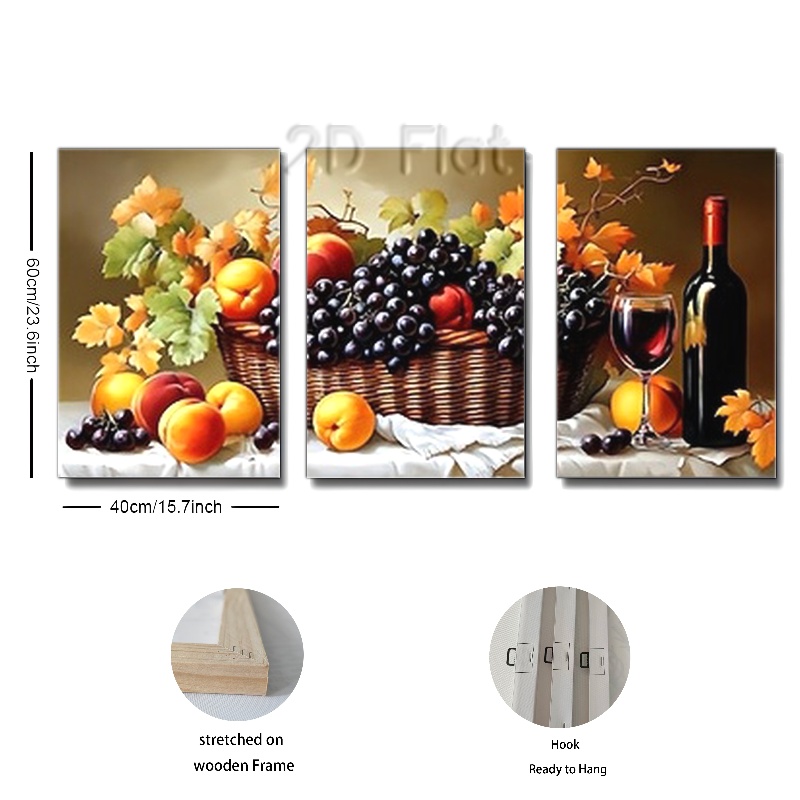 2D Flat
60cm/23.6inch
40cm/15.7inch
stretched on
wooden Frame
Hook
Ready to Hang